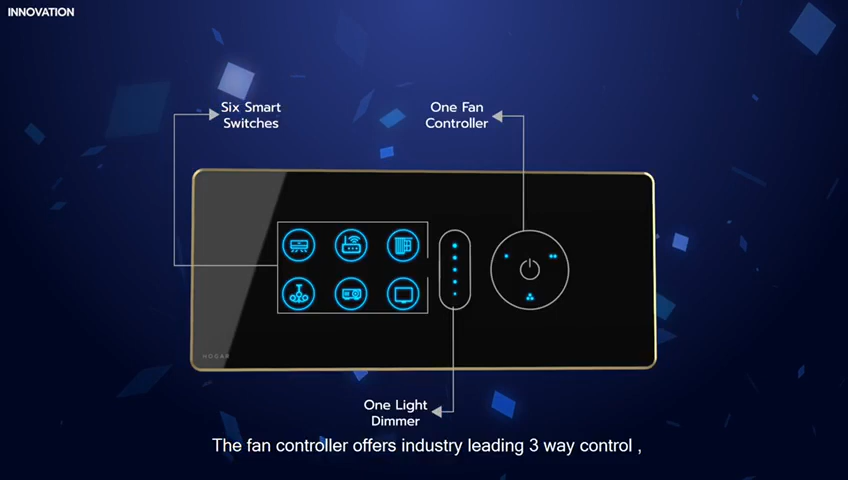 INNOVATION
Six Smart
Switches
One Fan
Controller
HOGAR
One Light
Dimmer
The fan controller offers industry leading 3 way control ,